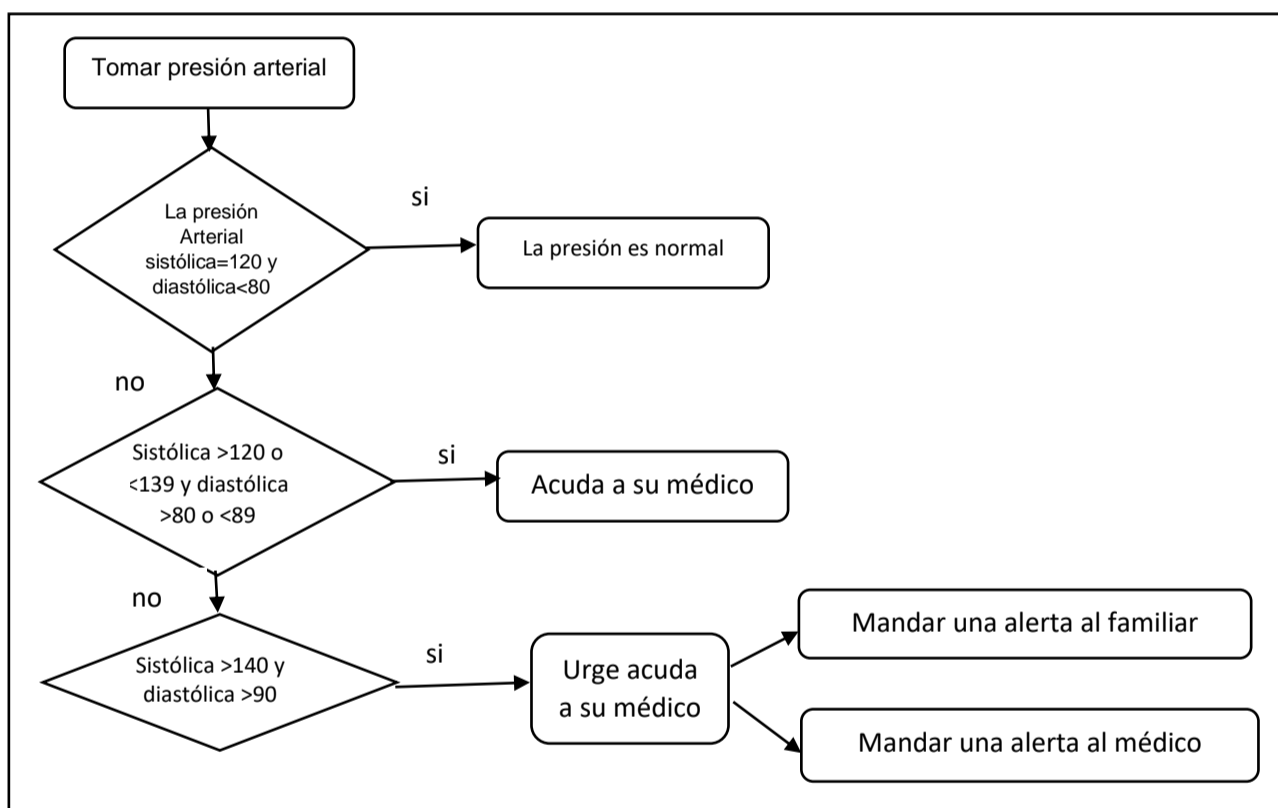 Tomar presión arterial
La presión
Arterial
sistólica=120 y
diastólica<80
si
La presión es normal
no
Sistólica >120 o
<139 y diastólica
>80 o <89
si
Acuda a su médico
no
Sistólica >140 y
diastólica >90
si
Urge acuda
a su médico
Mandar una alerta al familiar
Mandar una alerta al médico